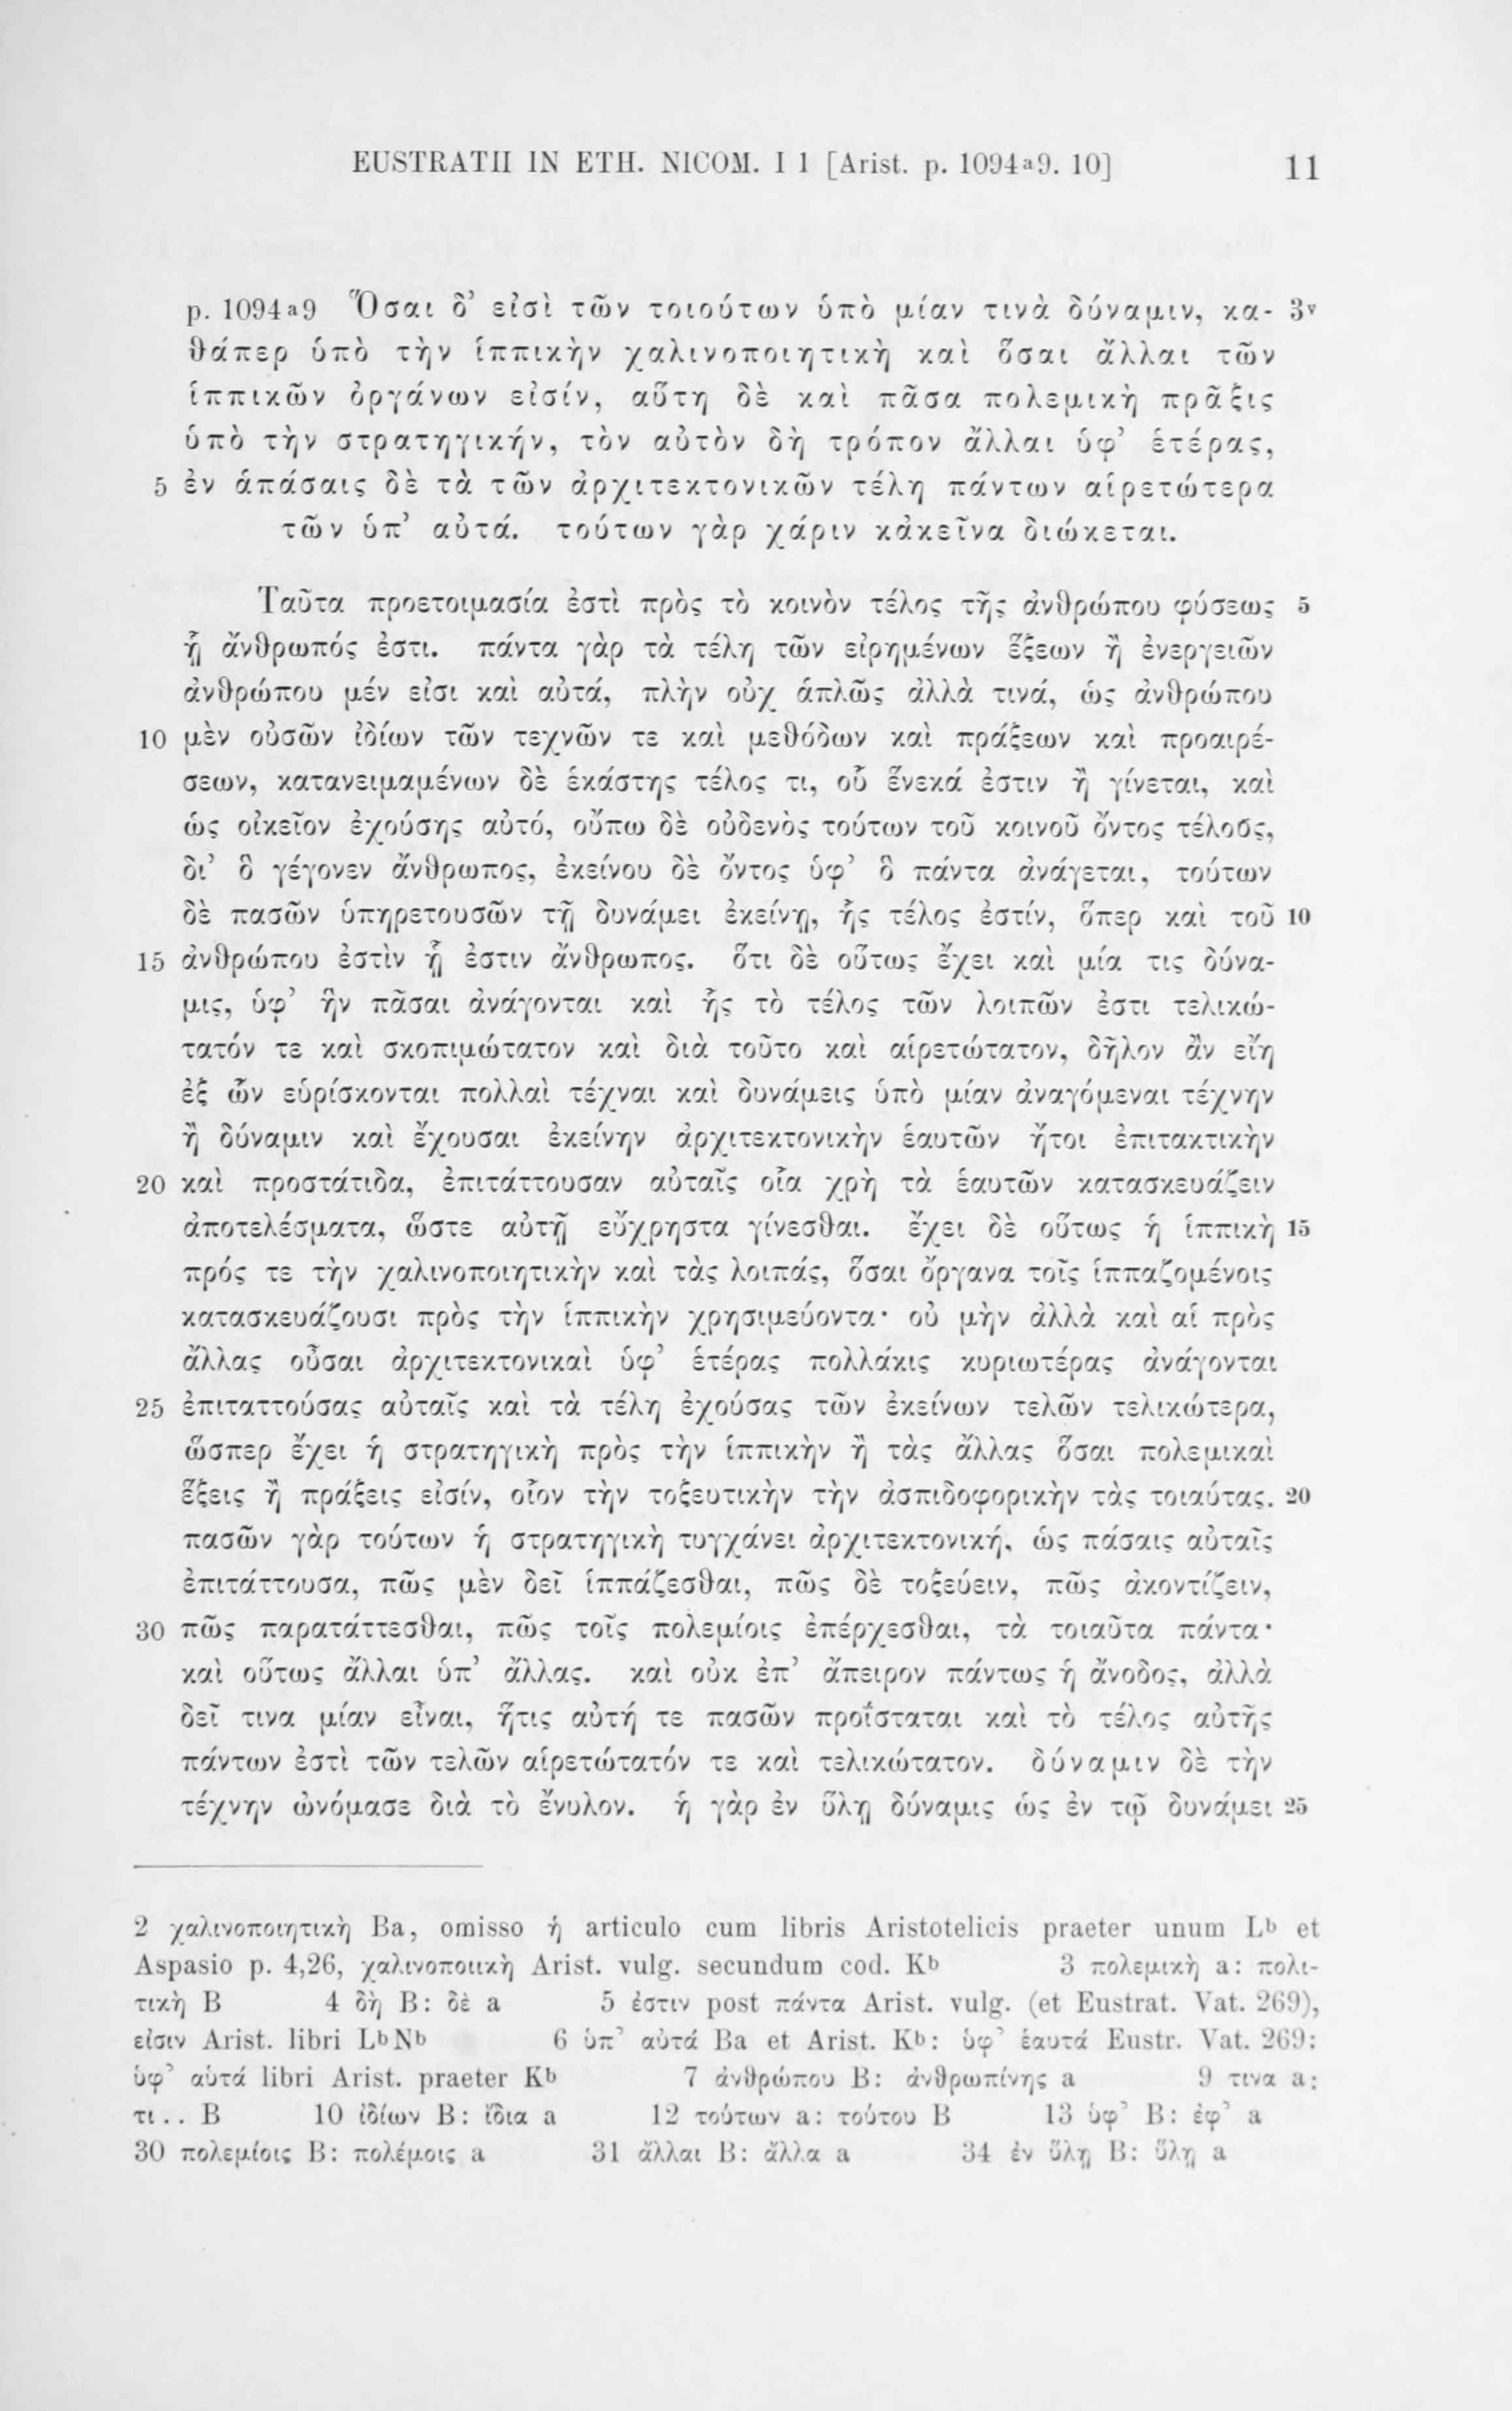 EUSTRATII IN ETH. NICOM. I 1 [Arist. p. 1094a9. 10] 11
p. 1094a9 Ὅσαι δ’ εἰσὶ τῶν τοιούτων ὑπὸ μίαν τινὰ δύναμιν, κα- 3v
θάπερ ὑπὸ τὴν ἱππικὴν χαλινοποιητικὴ καὶ ὅσαι ἄλλαι τῶν
ἱππικῶν ὀργάνων εἰσίν, αὕτη δὲ καὶ πᾶσα πολεμικὴ πρᾶξις
ὑπὸ τὴν στρατηγικήν, τὸν αὐτὸν δὴ τρόπον ἄλλαι ὑφ’ ἑτέρας,
5 ἐν ἁπάσαις δὲ τὰ τῶν ἀρχιτεκτονικῶν τέλη πάντων αἱρετώτερα
τῶν ὑπ’ αὐτά. τούτων γὰρ χάριν κἀκεῖνα διώκεται.
Ταῦτα προετοιμασία ἐστὶ πρὸς τὸ κοινὸν τέλος τῆς ἀνθρώπου φύσεως 5
ᾗ ἄνθρωπός ἐστι. πάντα γὰρ τὰ τέλη τῶν εἰρημένων ἕξεων ἢ ἐνεργειῶν
ἀνθρώπου μέν εἰσι καὶ αὐτά, πλὴν οὐχ ἁπλῶς ἀλλὰ τινά, ὡς ἀνθρώπου
10 μὲν οὐσῶν ἰδίων τῶν τεχνῶν τε καὶ μεθόδων καὶ πράξεων καὶ προαιρέ-
σεων, κατανειμαμένων δὲ ἑκάστης τέλος τι, οὗ ἕνεκά ἐστιν ἢ γίνεται, καὶ
ὡς οἰκεῖον ἐχούσης αὐτό, οὔπω δὲ οὐδενὸς τούτων τοῦ κοινοῦ ὄντος τέλους,
δι’ ὃ γέγονεν ἄνθρωπος, ἐκείνου δὲ ὄντος ὑφ’ ὃ πάντα ἀνάγεται, τούτων
δὲ πασῶν ὑπηρετουσῶν τῇ δυνάμει ἐκείνῃ, ἧς τέλος ἐστίν, ὅπερ καὶ τοῦ 10
15 ἀνθρώπου ἐστὶν ᾗ ἐστιν ἄνθρωπος. ὅτι δὲ οὕτως ἔχει καὶ μία τις δύνα-
μις, ὑφ’ ἣν πᾶσαι ἀνάγονται καὶ ἧς τὸ τέλος τῶν λοιπῶν ἐστι τελικώ-
τατόν τε καὶ σκοπιμώτατον καὶ διὰ τοῦτο καὶ αἱρετώτατον, δῆλον ἂν εἴη
ἐξ ὧν εὑρίσκονται πολλαὶ τέχναι καὶ δυνάμεις ὑπὸ μίαν ἀναγόμεναι τέχνην
ἢ δύναμιν καὶ ἔχουσαι ἐκείνην ἀρχιτεκτονικὴν ἑαυτῶν ἤτοι ἐπιτακτικὴν
20 καὶ προστάτιδα, ἐπιτάττουσαν αὐταῖς οἷα χρὴ τὰ ἑαυτῶν κατασκευάζειν
ἀποτελέσματα, ὥστε αὐτῇ εὔχρηστα γίνεσθαι. ἔχει δὲ οὕτως ἡ ἱππικὴ 15
πρός τε τὴν χαλινοποιητικὴν καὶ τὰς λοιπάς, ὅσαι ὄργανα τοῖς ἱππαζομένοις
κατασκευάζουσι πρὸς τὴν ἱππικὴν χρησιμεύοντα· οὐ μὴν ἀλλὰ καὶ αἱ πρὸς
ἄλλας οὖσαι ἀρχιτεκτονικαὶ ὑφ’ ἑτέρας πολλάκις κυριωτέρας ἀνάγονται
25 ἐπιταττούσας αὐταῖς καὶ τὰ τέλη ἐχούσας τῶν ἐκείνων τελῶν τελικώτερα,
ὥσπερ ἔχει ἡ στρατηγικὴ πρὸς τὴν ἱππικὴν ἢ τὰς ἄλλας ὅσαι πολεμικαὶ
ἕξεις ἢ πράξεις εἰσίν, οἷον τὴν τοξευτικὴν τὴν ἀσπιδοφορικὴν τὰς τοιαύτας. 20
πασῶν γὰρ τούτων ἡ στρατηγικὴ τυγχάνει ἀρχιτεκτονική, ὡς πάσαις αὐταῖς
ἐπιτάττουσα, πῶς μὲν δεῖ ἱππάζεσθαι, πῶς δὲ τοξεύειν, πῶς ἀκοντίζειν,
30 πῶς παρατάττεσθαι, πῶς τοῖς πολεμίοις ἐπέρχεσθαι, τὰ τοιαῦτα πάντα·
καὶ οὕτως ἄλλαι ὑπ’ ἄλλας. καὶ οὐκ ἐπ’ ἄπειρον πάντως ἡ ἄνοδος, ἀλλὰ
δεῖ τινα μίαν εἶναι, ἥτις αὐτή τε πασῶν προΐσταται καὶ τὸ τέλος αὐτῆς
πάντων ἐστὶ τῶν τελῶν αἱρετώτατόν τε καὶ τελικώτατον. δύναμιν δὲ τὴν
τέχνην ὠνόμασε διὰ τὸ ἔνυλον. ἡ γὰρ ἐν ὕλῃ δύναμις ὡς ἐν τῷ δυνάμει 25
2 χαλινοποιητικὴ Ba, omisso ἡ articulo cum libris Aristotelicis praeter unum Lb et
Aspasio p. 4,26, χαλινοποιικὴ Arist. vulg. secundum cod. Kb 3 πολεμικὴ a: πολι-
τικὴ B 4 δὴ B: δὲ a 5 ἐστιν post πάντα Arist. vulg. (et Eustrat. Vat. 269),
εἰσιν Arist. libri LbNb 6 ὑπ’ αὐτά Ba et Arist. Kb: ὑφ’ ἑαυτά Eustr. Vat. 269:
ὑφ’ αὑτά libri Arist. praeter Kb 7 ἀνθρώπου B: ἀνθρωπίνης a 9 τινα a:
τι.. B 10 ἰδίων B: ἴδια a 12 τούτων a: τούτου B 13 ὑφ’ B: ἐφ’ a
30 πολεμίοις B: πολέμοις a 31 ἄλλαι B: ἄλλα a 34 ἐν ὕλῃ B: ὕλῃ a